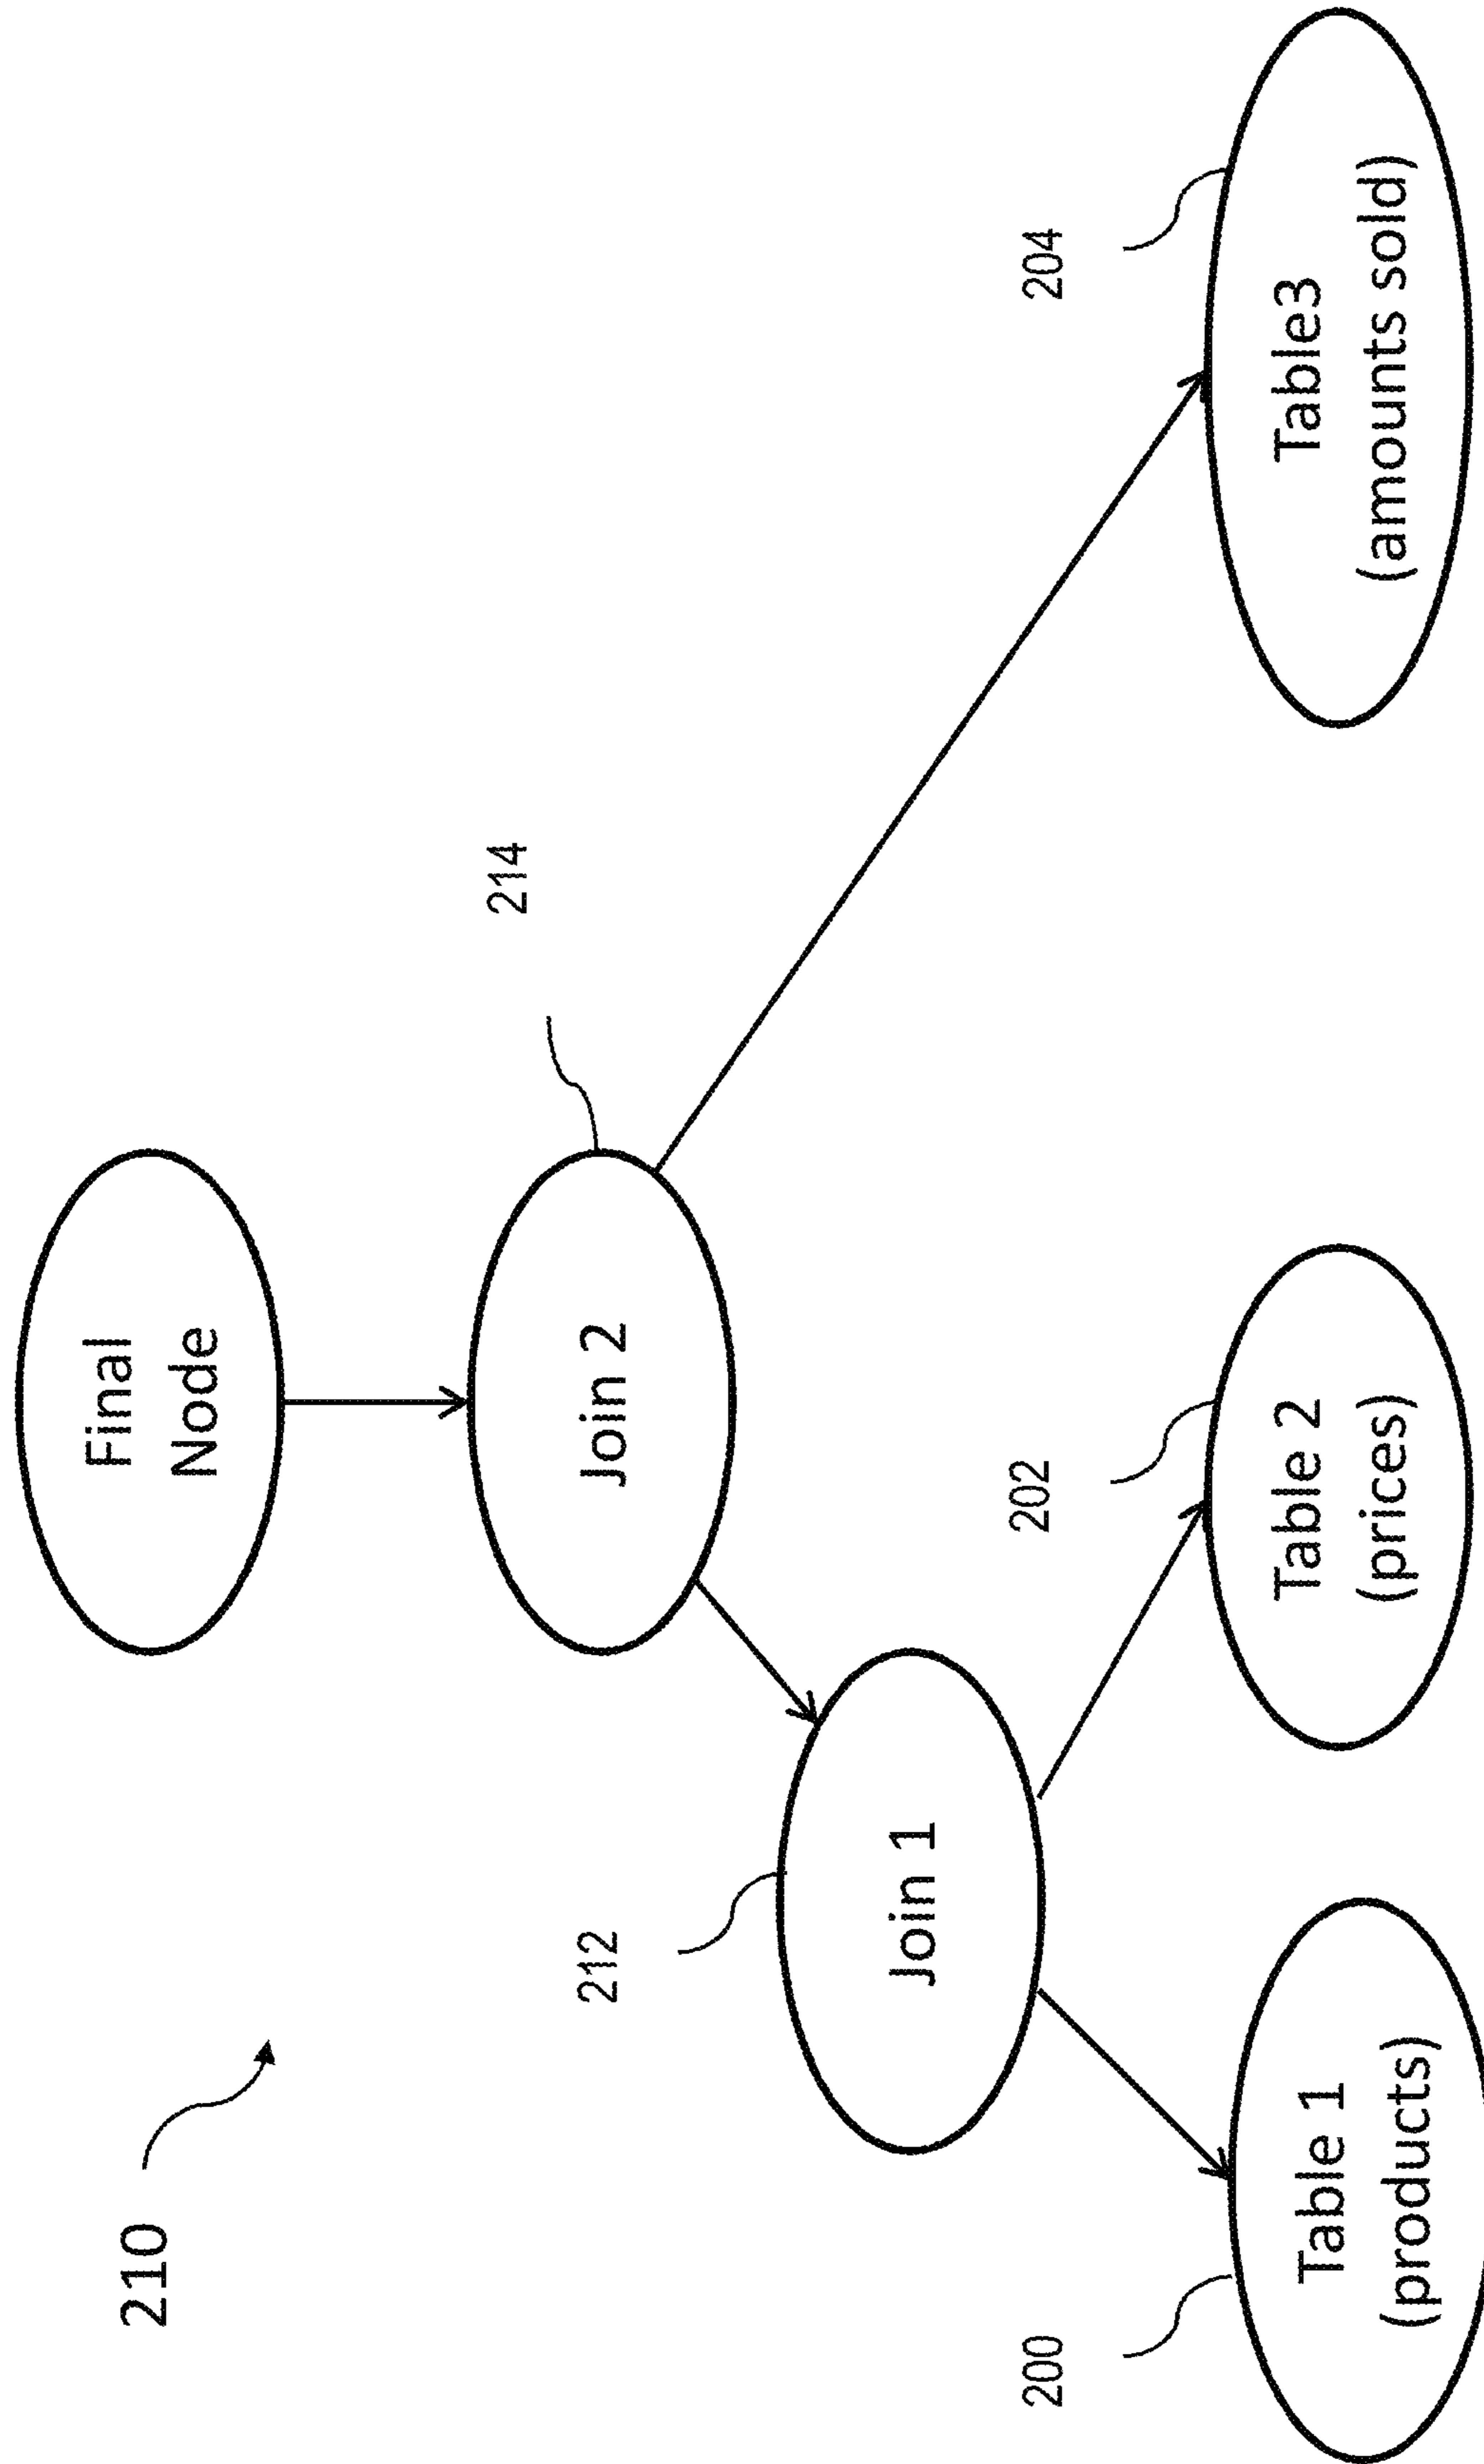 210
Final
Node
214
Join 2
212
Join 1
200
Table 1
(products)
202
Table 2
(prices)
204
Table3
(amounts sold)